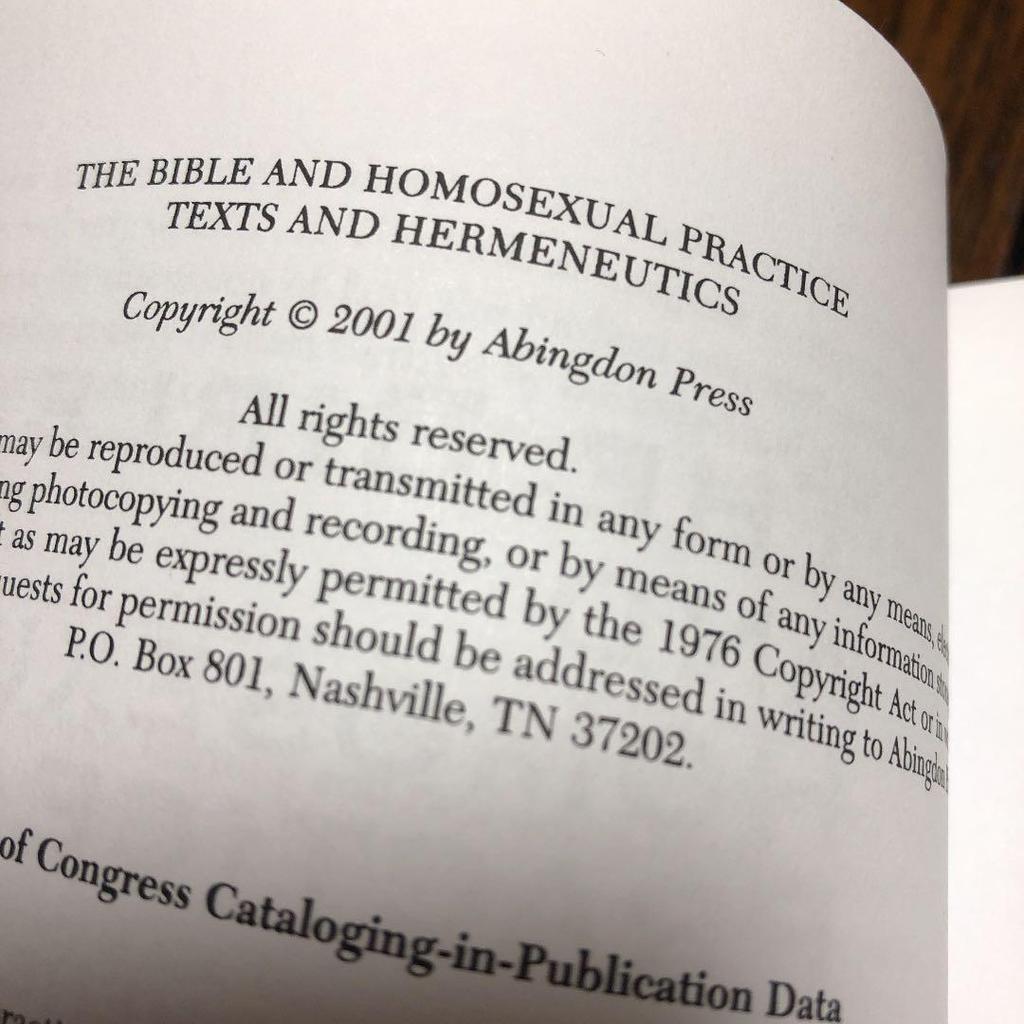 THE BIBLE AND HOMOSEXUAL PRACTICE
TEXTS AND HERMENEUTICS
Copyright © 2001 by Abingdon Press
All rights reserved.
may be reproduced or transmitted in any form or by any means,
photocopying and recording, or by means of any information
as may be expressly permitted by the 1976 Copyright Act or in
for permission should be addressed in writing to Abingdon
P.O. Box 801, Nashville, TN 37202.
of Congress Cataloging-in-Publication Data